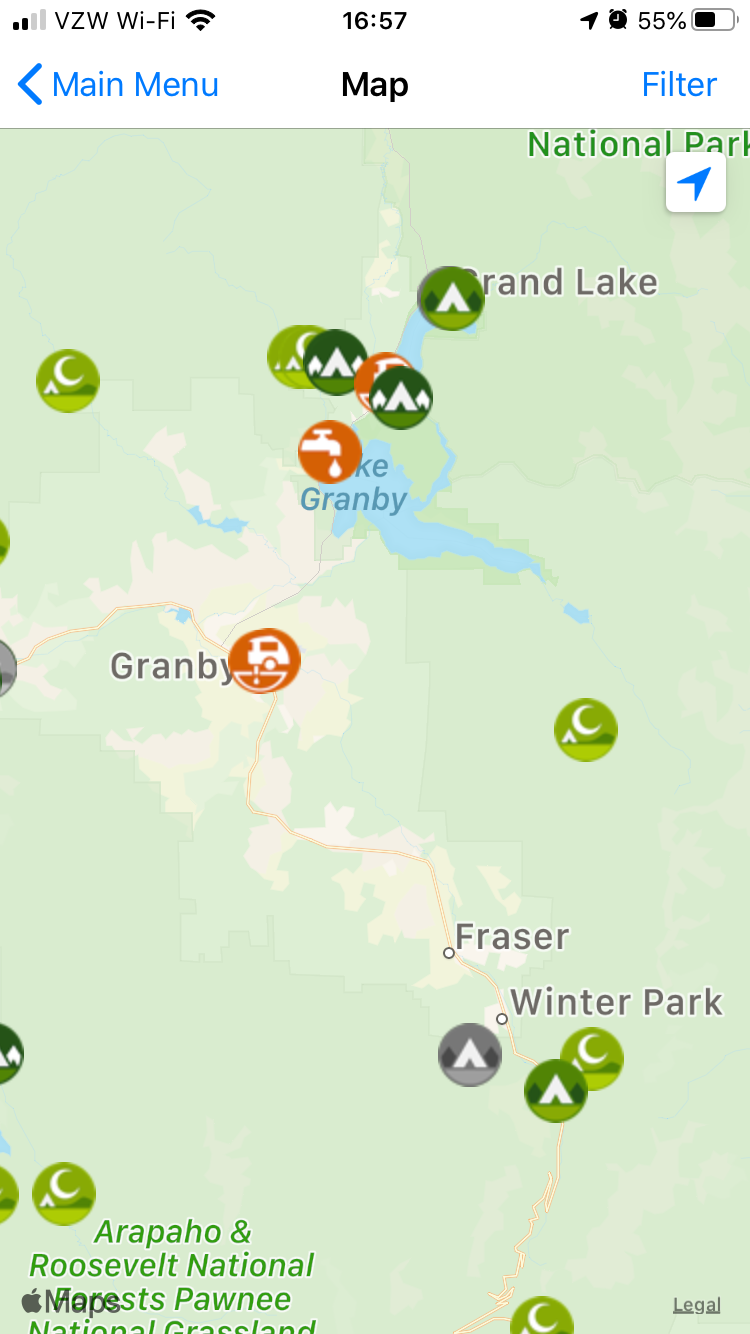 VZW Wi-Fi 16:57 55%
Main Menu Map Filter
National Park
Grand Lake
Granby
Granby
Fraser
Winter Park
Arapaho &
Roosevelt National
Forests Pawnee
National Grassland
Maps
Legal